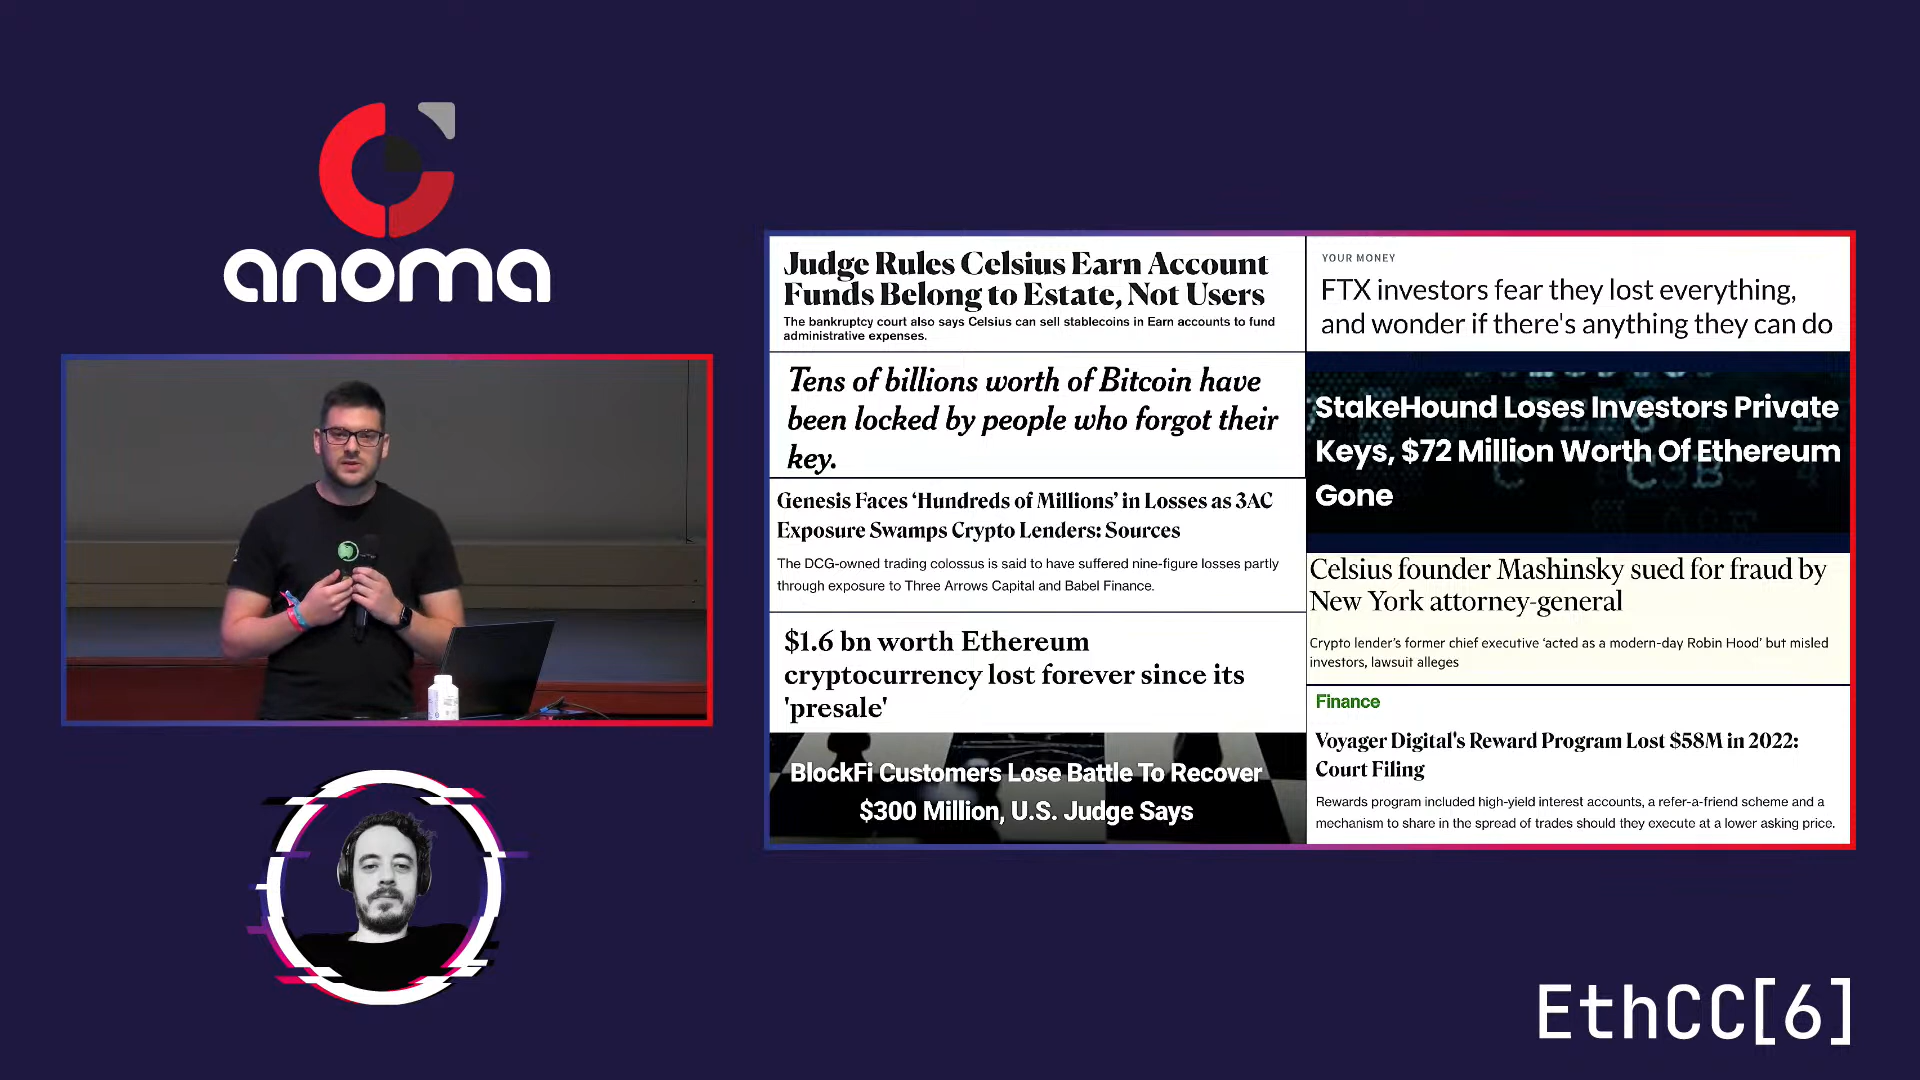 anoma
Judge Rules Celsius Earn Account
Funds Belong to Estate, Not Users
The bankruptcy court also says Celsius can sell stablecoins in Earn accounts to fund
administrative expenses.
Tens of billions worth of Bitcoin have
been locked by people who forgot their
key.
Genesis Faces ‘Hundreds of Millions’ in Losses as 3AC
Exposure Swamps Crypto Lenders: Sources
The DCG-owned trading colossus is said to have suffered nine-figure losses partly
through exposure to Three Arrows Capital and Babel Finance.
$1.6 bn worth Ethereum
cryptocurrency lost forever since its
'presale'
BlockFi Customers Lose Battle To Recover
$300 Million, U.S. Judge Says
YOUR MONEY
FTX investors fear they lost everything,
and wonder if there's anything they can do
StakeHound Loses Investors Private
Keys, $72 Million Worth Of Ethereum
Gone
Celsius founder Mashinsky sued for fraud by
New York attorney-general
Crypto lender’s former chief executive ‘acted as a modern-day Robin Hood’ but misled
investors, lawsuit alleges
Finance
Voyager Digital's Reward Program Lost $58M in 2022:
Court Filing
Rewards program included high-yield interest accounts, a refer-a-friend scheme and a
mechanism to share in the spread of trades should they execute at a lower asking price.
EthCC[6]